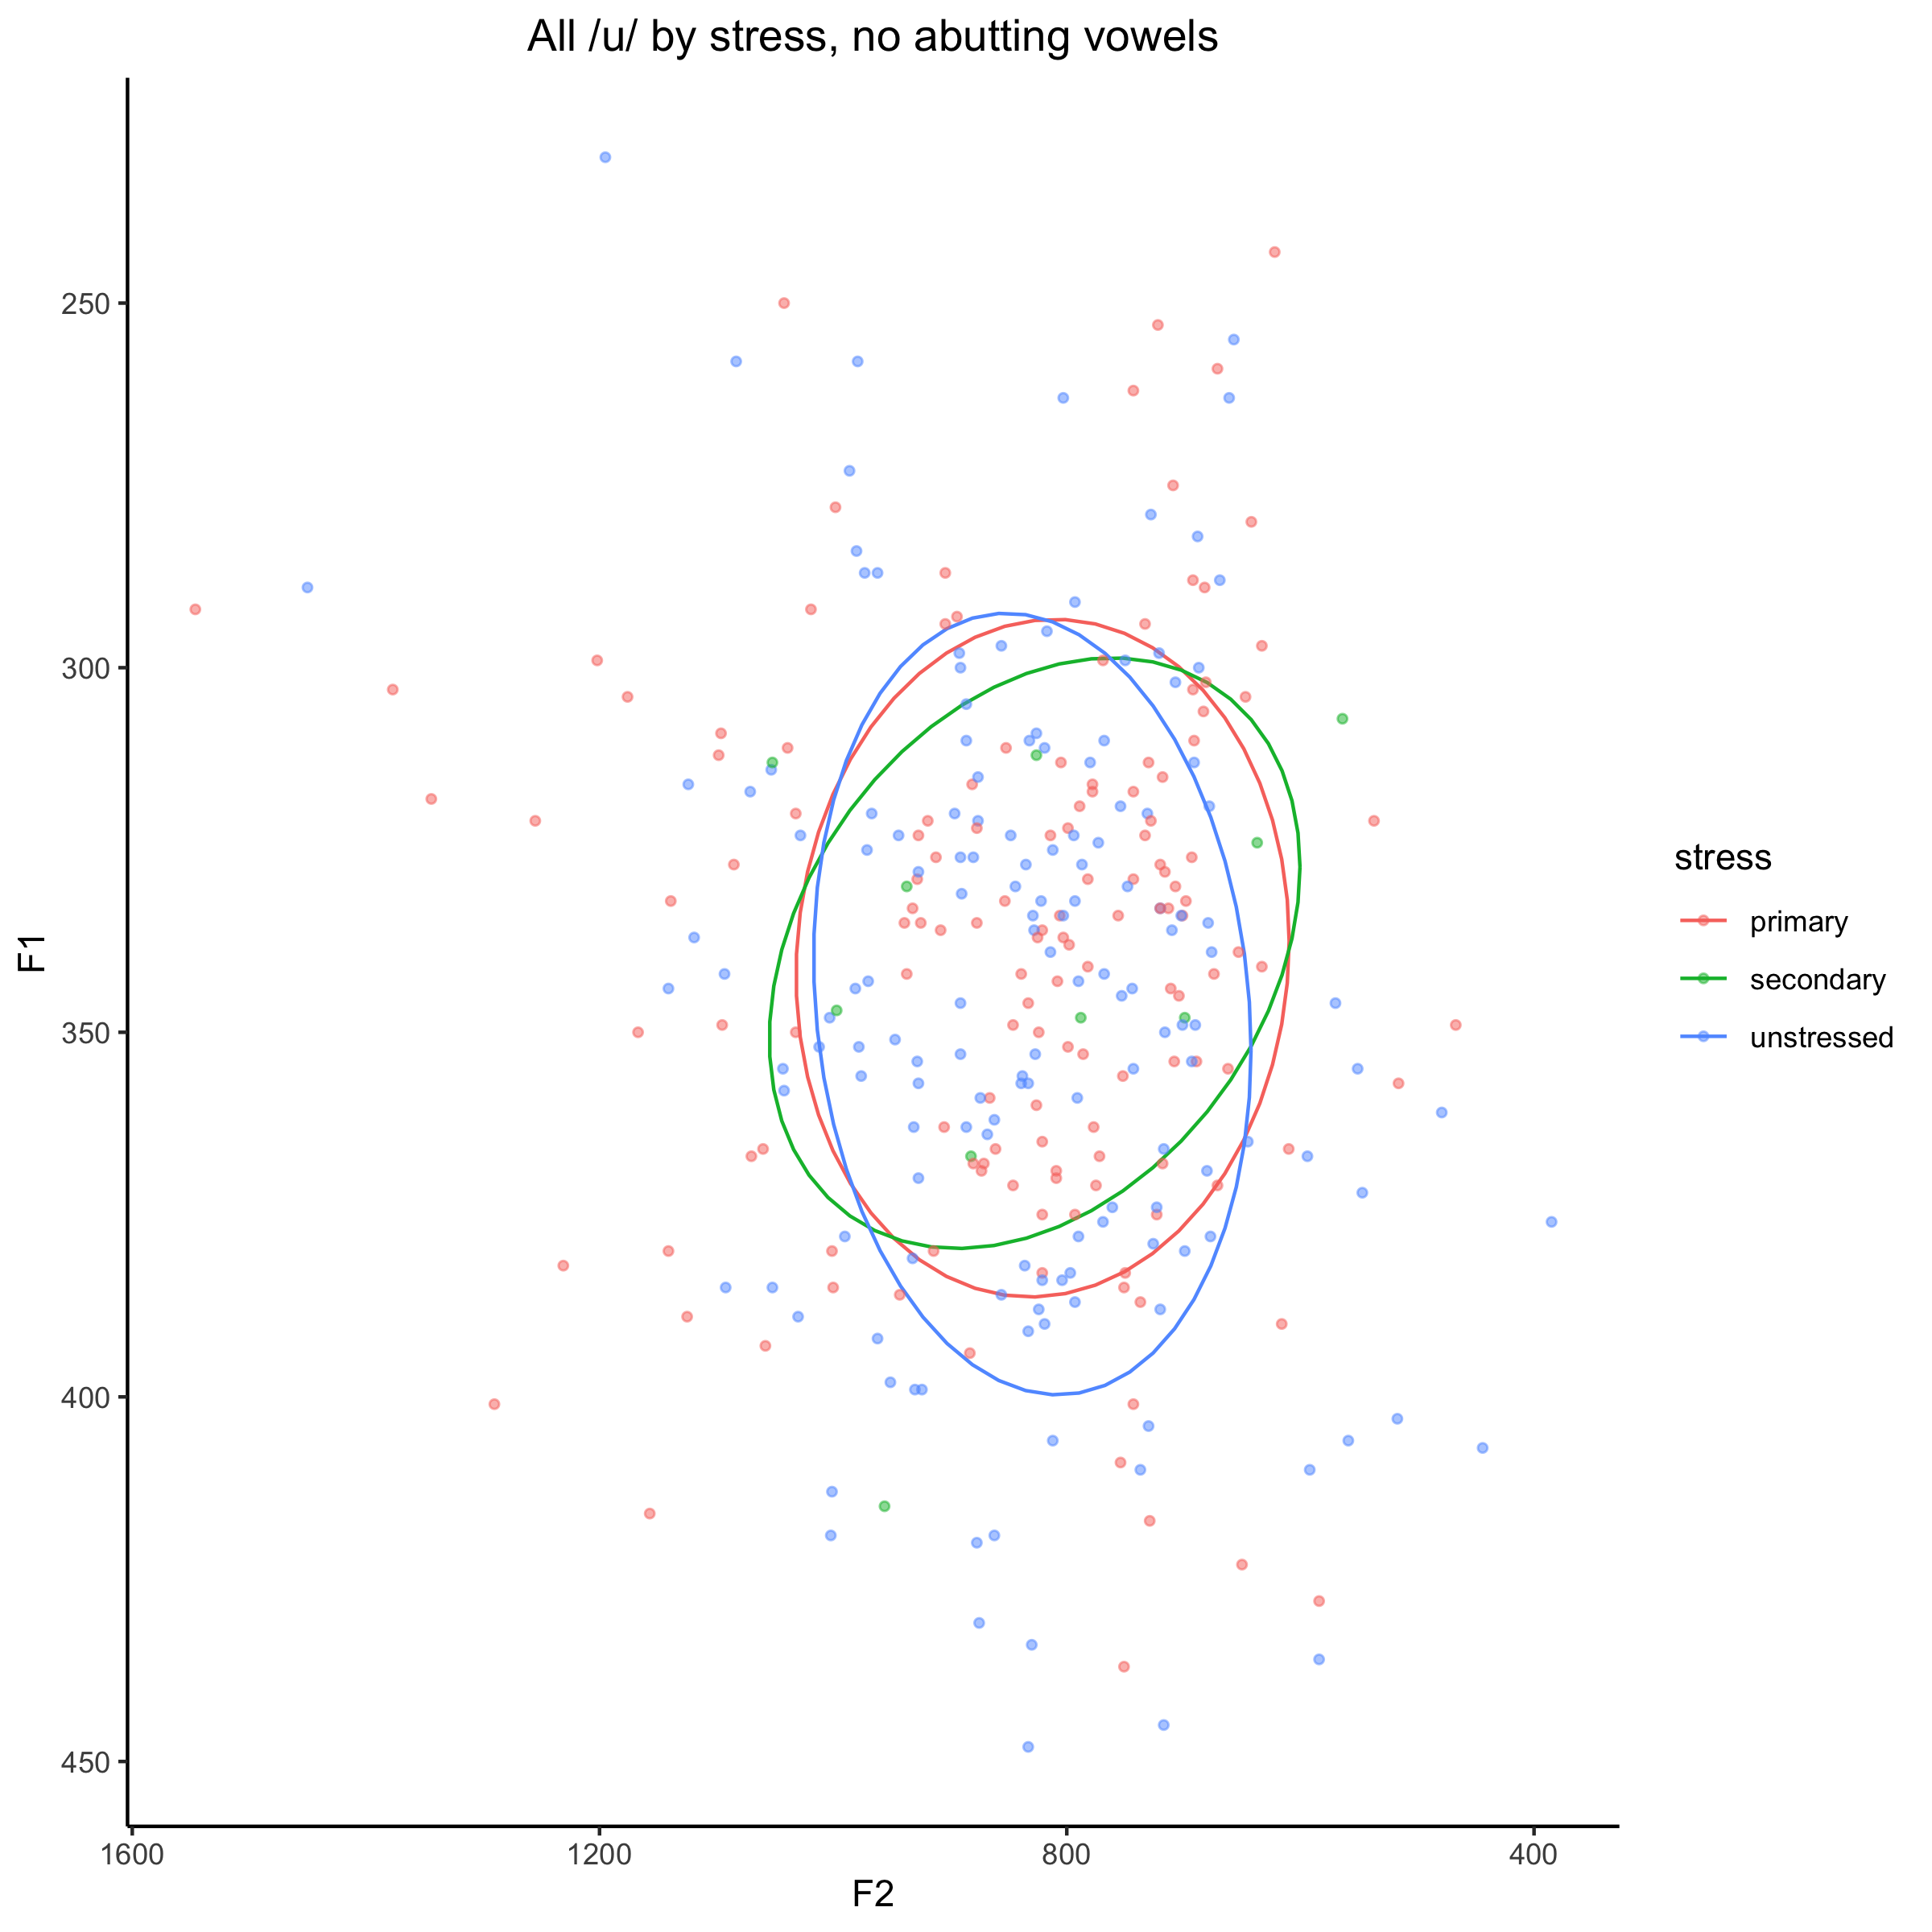 All /u/ by stress, no abutting vowels
250
300
350
400
450
F1
1600
1200
800
400
F2
stress
primary
secondary
unstressed